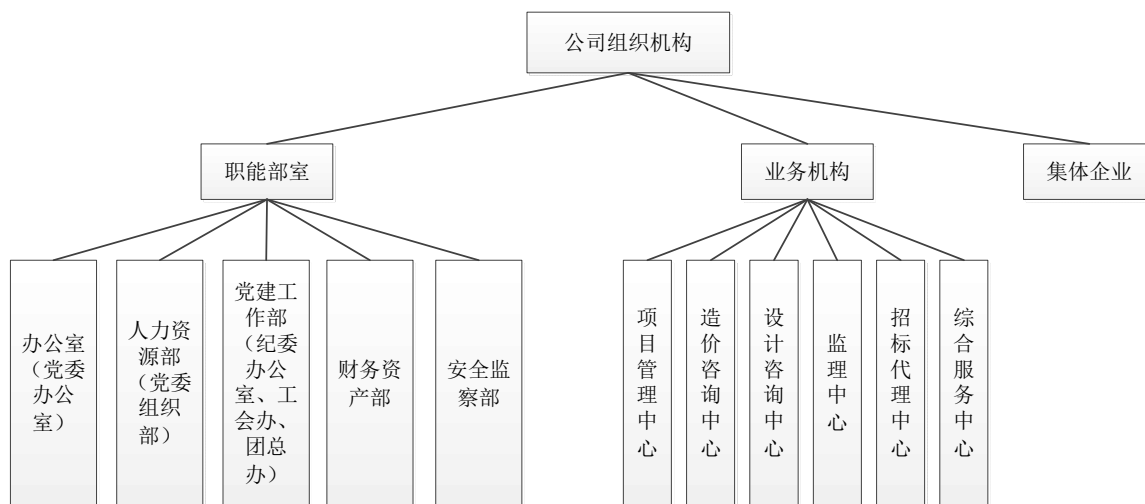 公司组织机构
职能部室
业务机构
集体企业
办公室
（党委
办公
室）
人力资
源部
（党委
组织
部）
党建工
作部
（纪委
办公
室、工
会办、
团总
办）
财务资
产部
安全监
察部
项目管理中心
造价咨询中心
设计咨询中心
监理中心
招标代理中心
综合服务中心